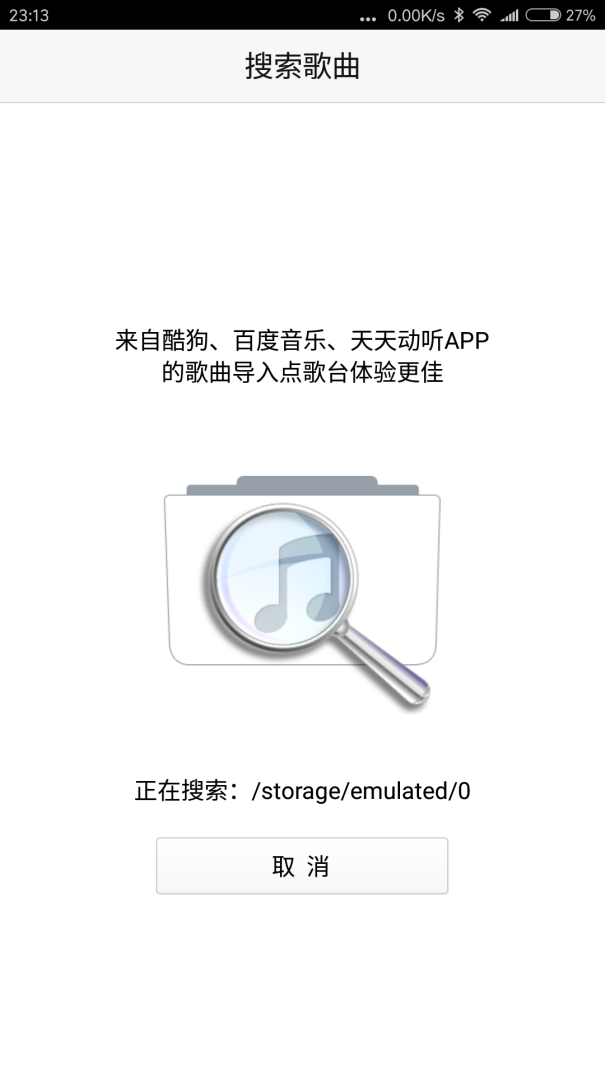 23:13
... 0.00K/s 27%
搜索歌曲
来自酷狗、百度音乐、天天动听APP
的歌曲导入点歌台体验更佳
正在搜索：/storage/emulated/0
取 消